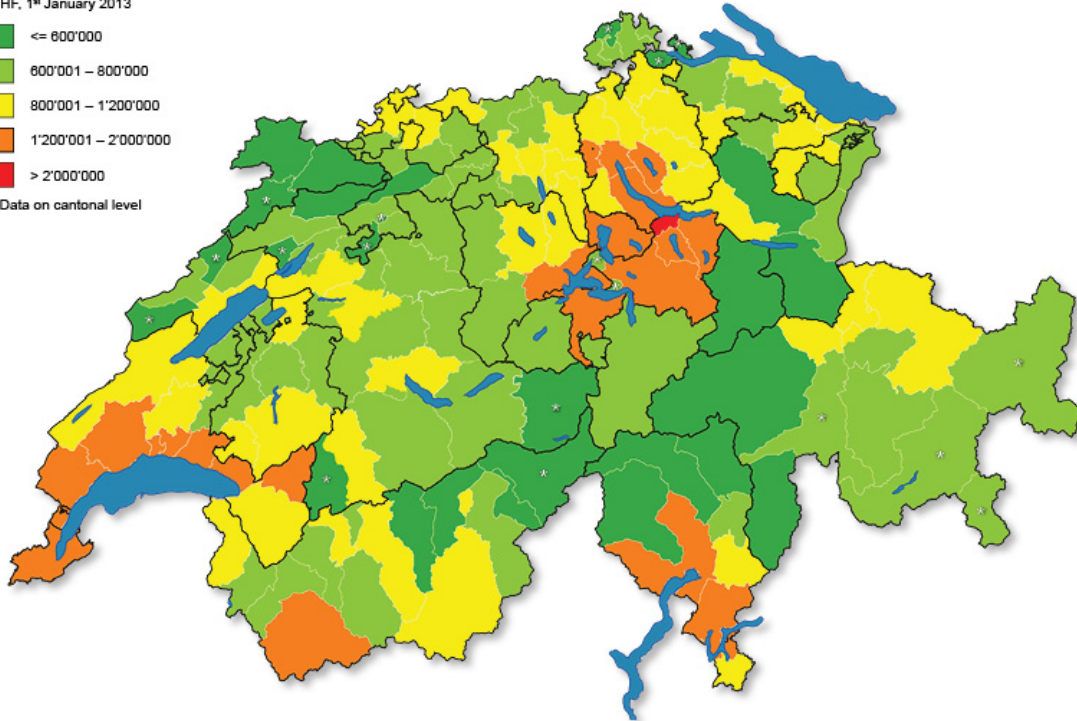 HF, 1st January 2013
<= 600'000
600'001 – 800'000
800'001 – 1'200'000
1'200'001 – 2'000'000
> 2'000'000
Data on cantonal level